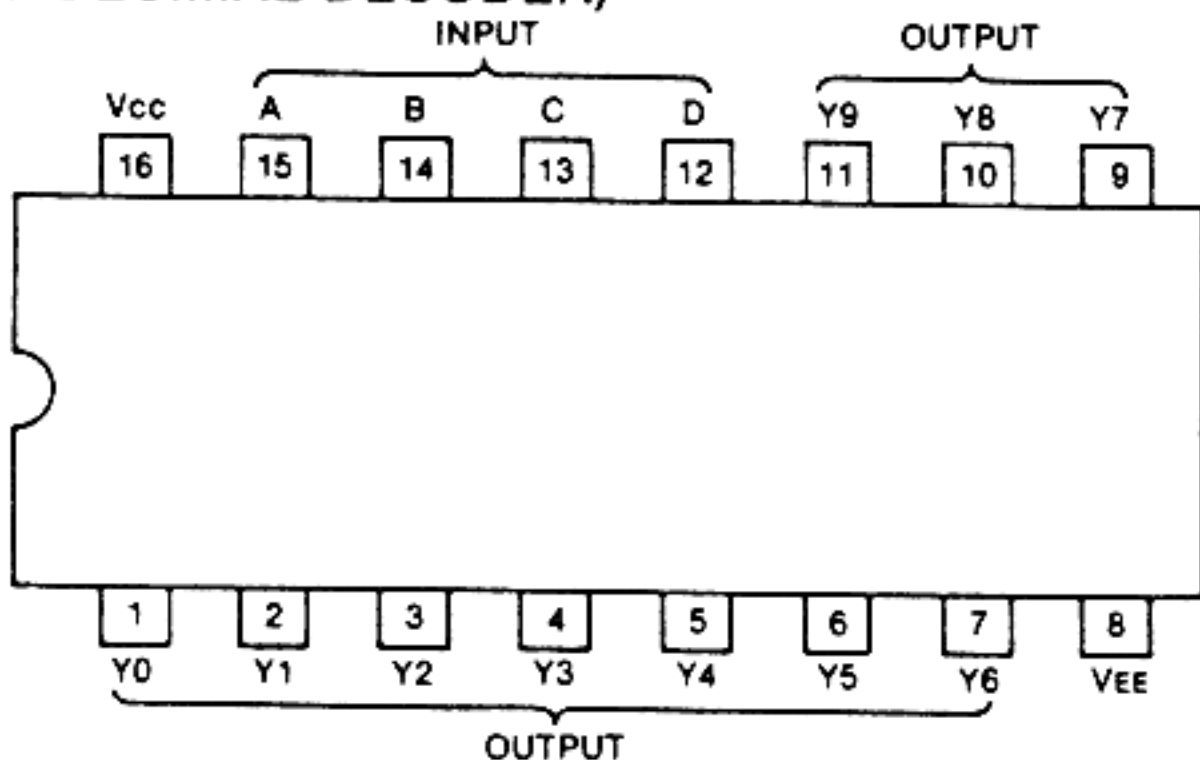 INPUT
OUTPUT
Vcc A B C D Y9 Y8 Y7
16 15 14 13 12 11 10 9
1 2 3 4 5 6 7 8
Y0 Y1 Y2 Y3 Y4 Y5 Y6 VEE
OUTPUT